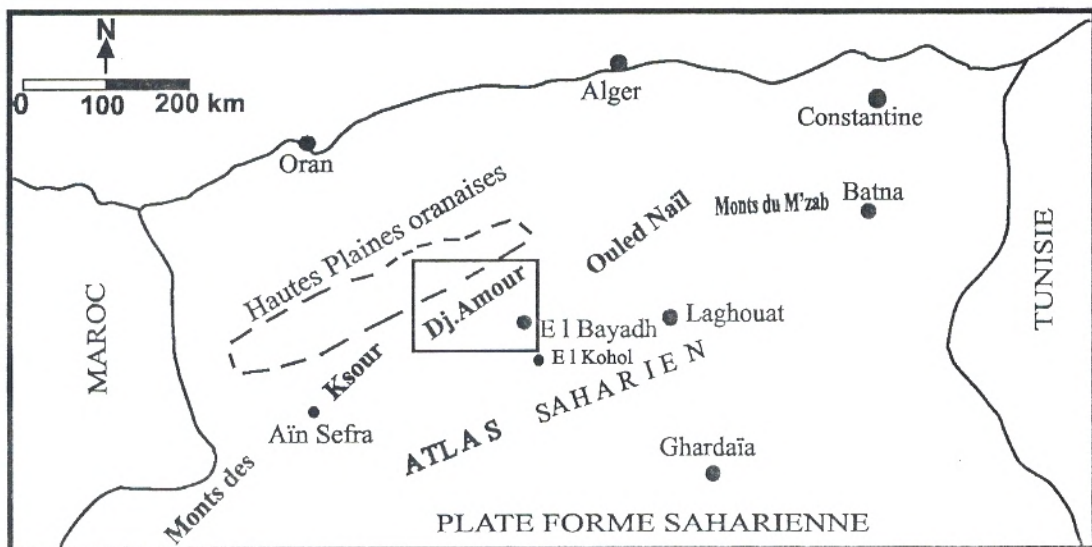 N
0 100 200 km
Alger
Constantine
Oran
Hautes Plaines oranaises
Ouled Naïl
Monts du M'zab
Batna
TUNISIE
MAROC
Dj.Amour
El Bayadh
Laghouat
El Kohol
Monts des Ksour
Aïn Sefra
ATLAS SAHARIEN
Ghardaïa
PLATE FORME SAHARIENNE